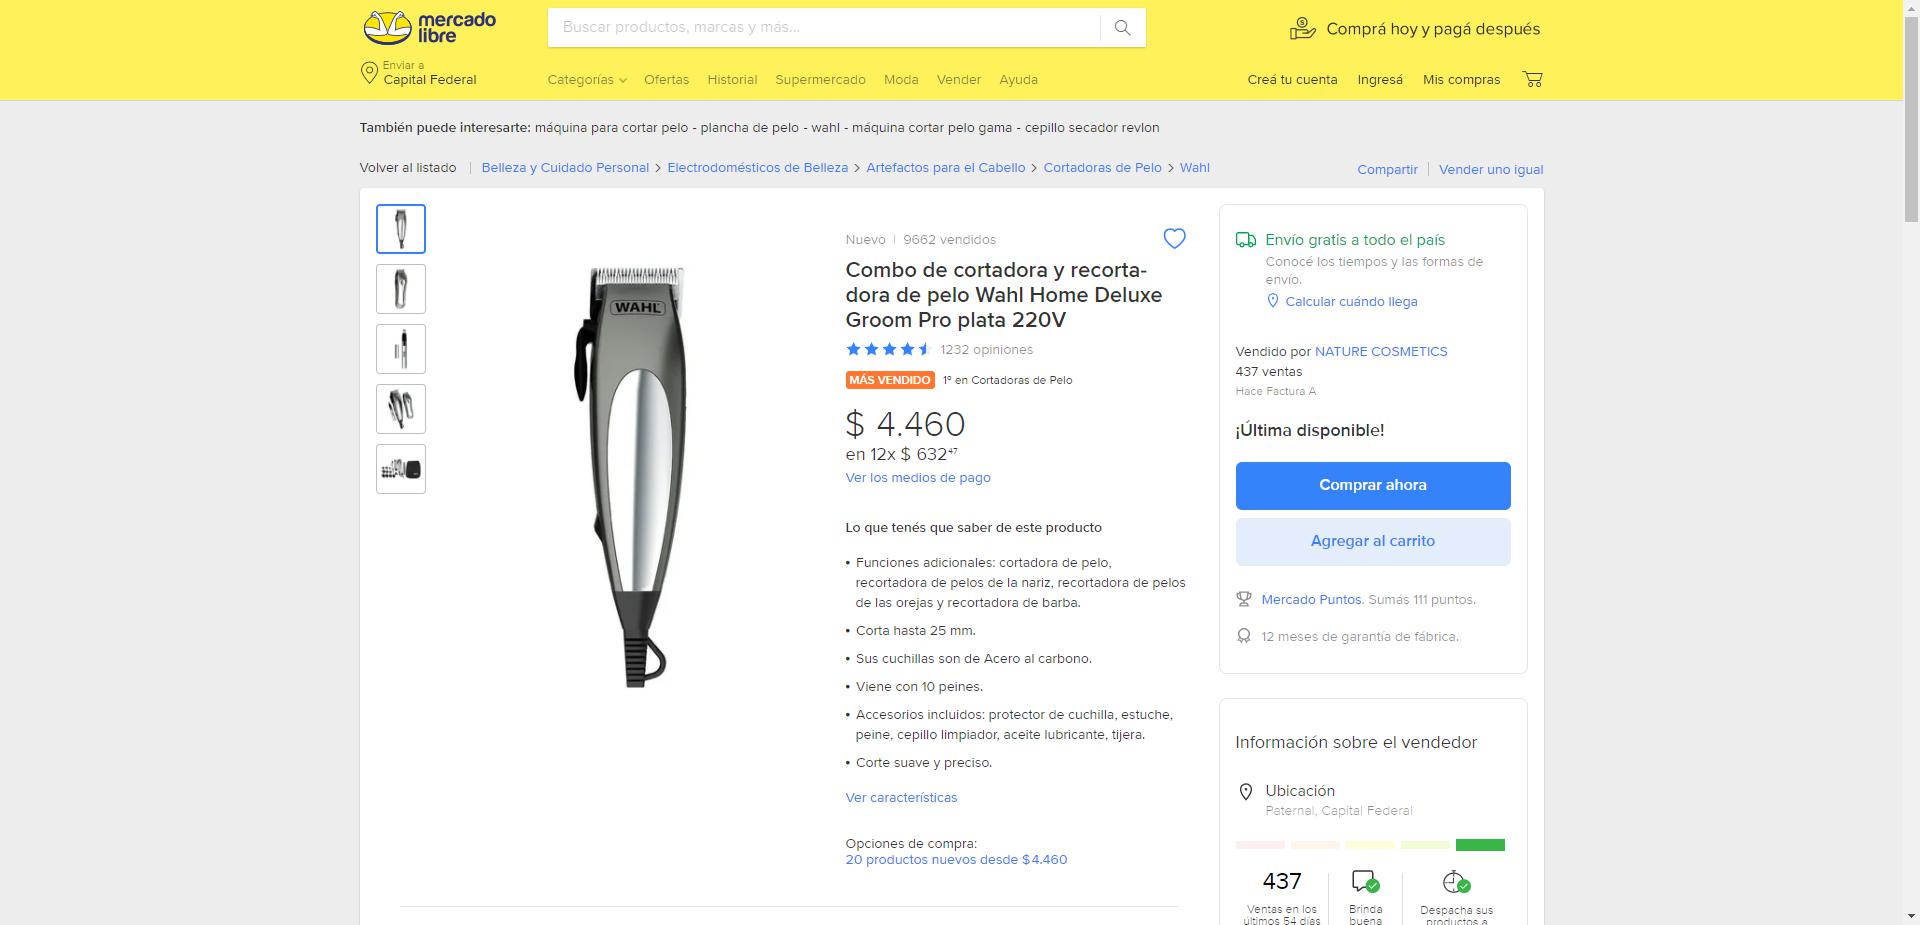 mercado
libre
Buscar productos, marcas y más...
Comprá hoy y pagá después
Enviar a
Capital Federal
Categorías
Ofertas
Historial
Supermercado
Moda
Vender
Ayuda
Creá tu cuenta
Ingresá
Mis compras
También puede interesarte: máquina para cortar pelo - plancha de pelo - wahl - máquina cortar pelo gama - cepillo secador revlon
Volver al listado | Belleza y Cuidado Personal > Electrodomésticos de Belleza > Artefactos para el Cabello > Cortadoras de Pelo > Wahl
Compartir | Vender uno igual
WAHL
Nuevo | 9662 vendidos
Combo de cortadora y recorta-
dora de pelo Wahl Home Deluxe
Groom Pro plata 220V
1232 opiniones
MÁS VENDIDO 1º en Cortadoras de Pelo
$ 4.460
en 12x $ 632⁴⁷
Ver los medios de pago
Lo que tenés que saber de este producto
• Funciones adicionales: cortadora de pelo,
recortadora de pelos de la nariz, recortadora de pelos
de las orejas y recortadora de barba.
• Corta hasta 25 mm.
• Sus cuchillas son de Acero al carbono.
• Viene con 10 peines.
• Accesorios incluidos: protector de cuchilla, estuche,
peine, cepillo limpiador, aceite lubricante, tijera.
• Corte suave y preciso.
Ver características
Opciones de compra:
20 productos nuevos desde $4.460
Envío gratis a todo el país
Conocé los tiempos y las formas de
envío.
Calcular cuándo llega
Vendido por NATURE COSMETICS
437 ventas
Hace Factura A
¡Última disponible!
Comprar ahora
Agregar al carrito
Mercado Puntos. Sumás 111 puntos.
12 meses de garantía de fábrica.
Información sobre el vendedor
Ubicación
Paternal, Capital Federal
437
Ventas en los
últimos 54 días
Brinda
buena
Despacha sus
productos a